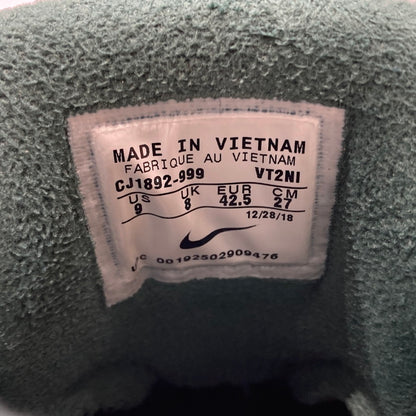 MADE IN VIETNAM
FABRIQUE AU VIETNAM
CJ1892-999 VT2NI
US UK EUR CM
9 8 42.5 27
12/28/18
UPC 00192502909476